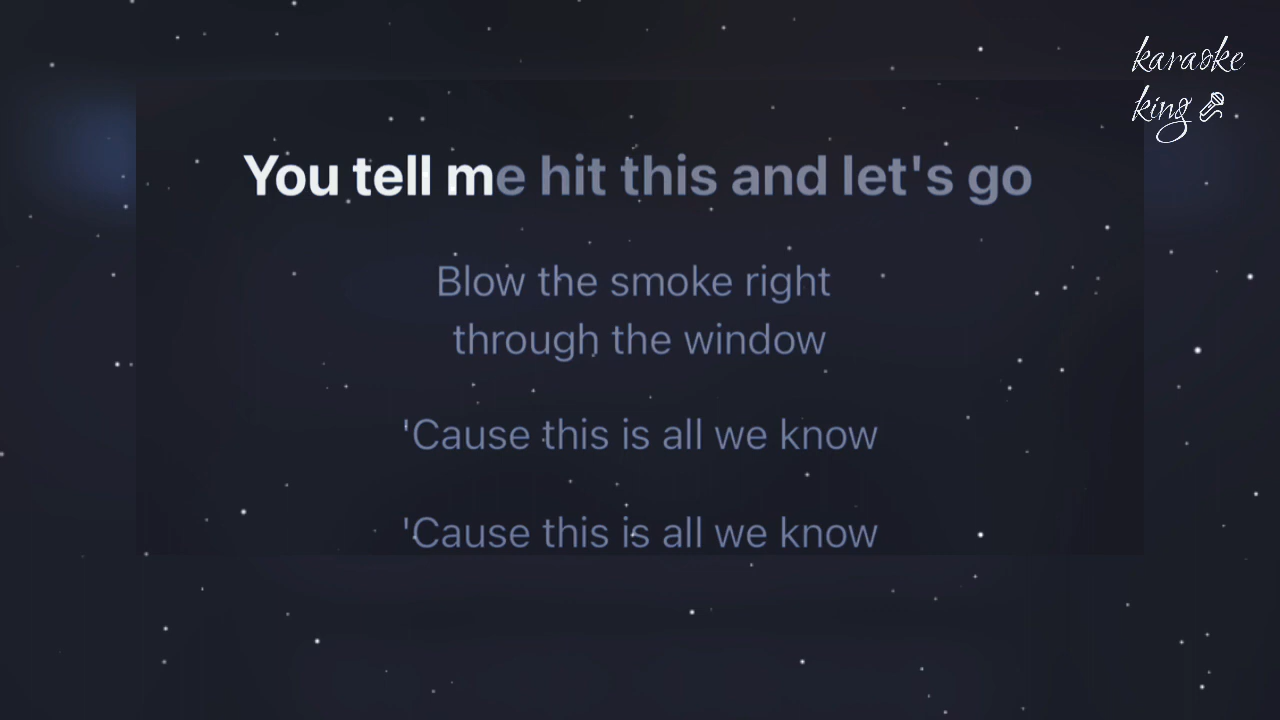 karaoke
king
You tell me hit this and let's go
Blow the smoke right
through the window
'Cause this is all we know
'Cause this is all we know